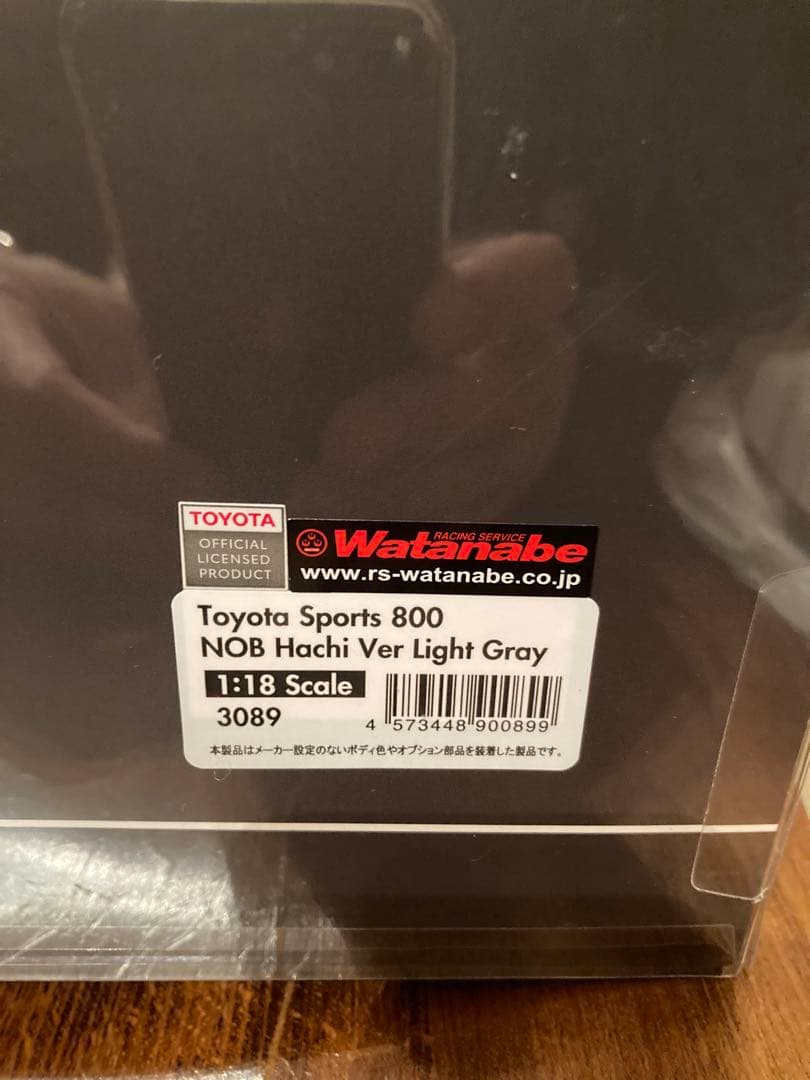 TOYOTA
OFFICIAL
LICENSED
PRODUCT
RACING SERVICE
Watanabe
www.rs-watanabe.co.jp
Toyota Sports 800
NOB Hachi Ver Light Gray
1:18 Scale
3089
4 573448 900899
本製品はメーカー設定のないボディ色やオプション部品を装着した製品です。